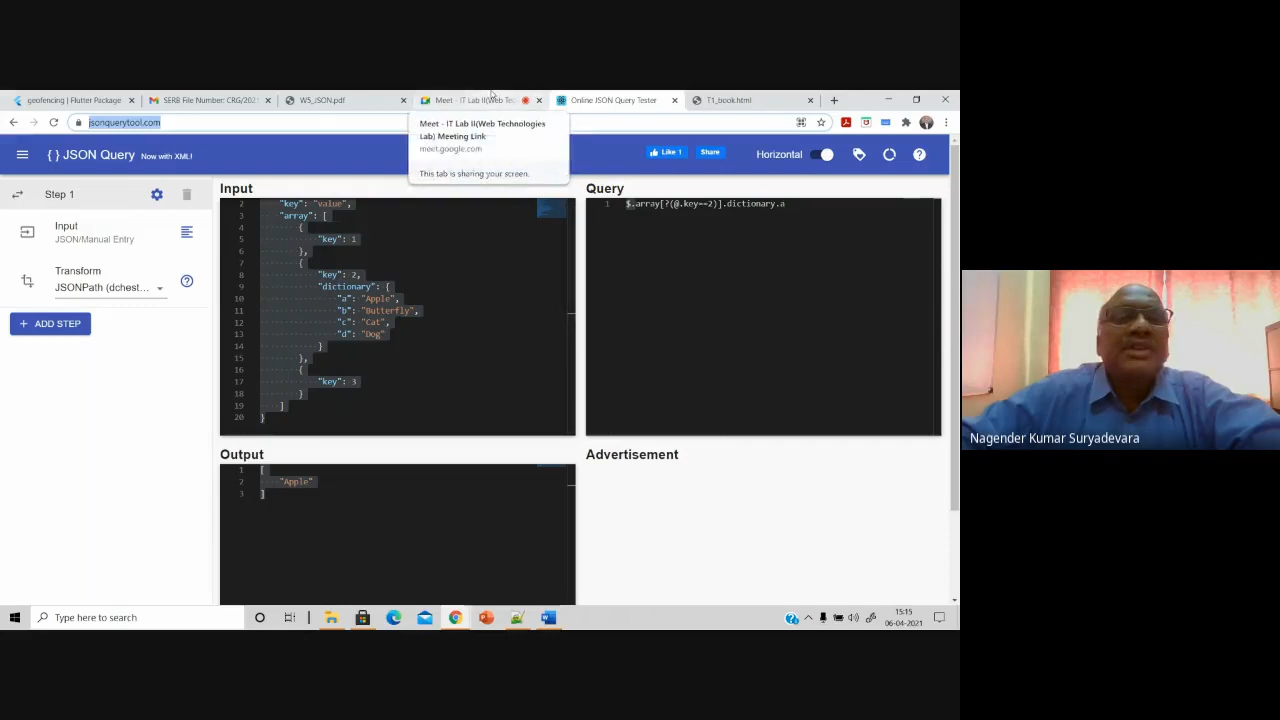 geofencing | Flutter Package
SERB File Number: CRG/2021
W5_JSON.pdf
Meet - IT Lab II(Web Tec
Online JSON Query Tester
T1_book.html
jsonquerytool.com
Meet - IT Lab II(Web Technologies
Lab) Meeting Link
meet.google.com
This tab is sharing your screen.
{ } JSON Query Now with XML!
Like 1
Share
Horizontal
Step 1
Input
JSON/Manual Entry
Transform
JSONPath (dchest...
+ ADD STEP
Input
2 "key": "value",
3 "array": [
4 {
5 "key": 1
6 },
7 {
8 "key": 2,
9 "dictionary": {
10 "a": "Apple",
11 "b": "Butterfly",
12 "c": "Cat",
13 "d": "Dog"
14 }
15 },
16 {
17 "key": 3
18 }
19 ]
20 }
Query
1 $.array[?(@.key==2)].dictionary.a
Output
1 [
2 "Apple"
3 ]
Advertisement
Nagender Kumar Suryadevara
Type here to search
15:15
06-04-2021